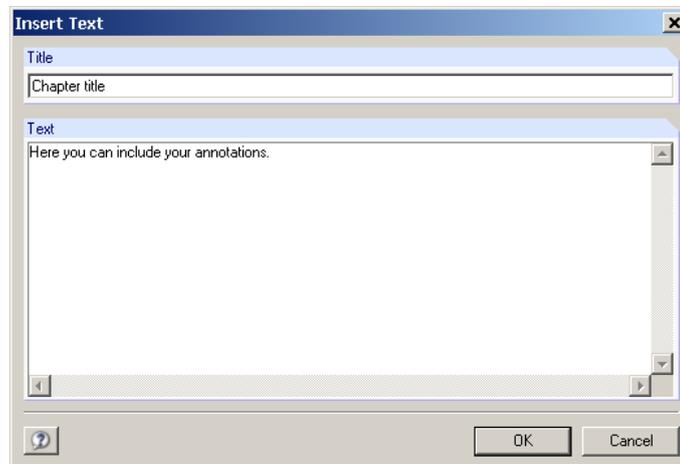 Insert Text
Title
Chapter title
Text
Here you can include your annotations.
OK
Cancel